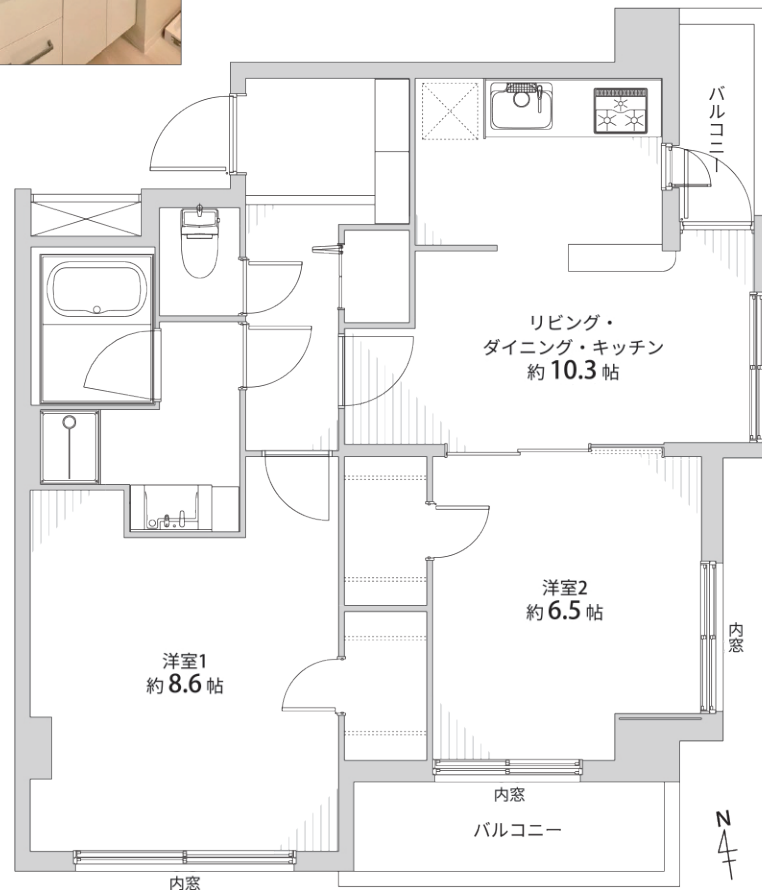 バルコニー
リビング・
ダイニング・キッチン
約 10.3 帖
洋室2
約 6.5 帖
内窓
洋室1
約 8.6 帖
内窓
バルコニー
N
内窓